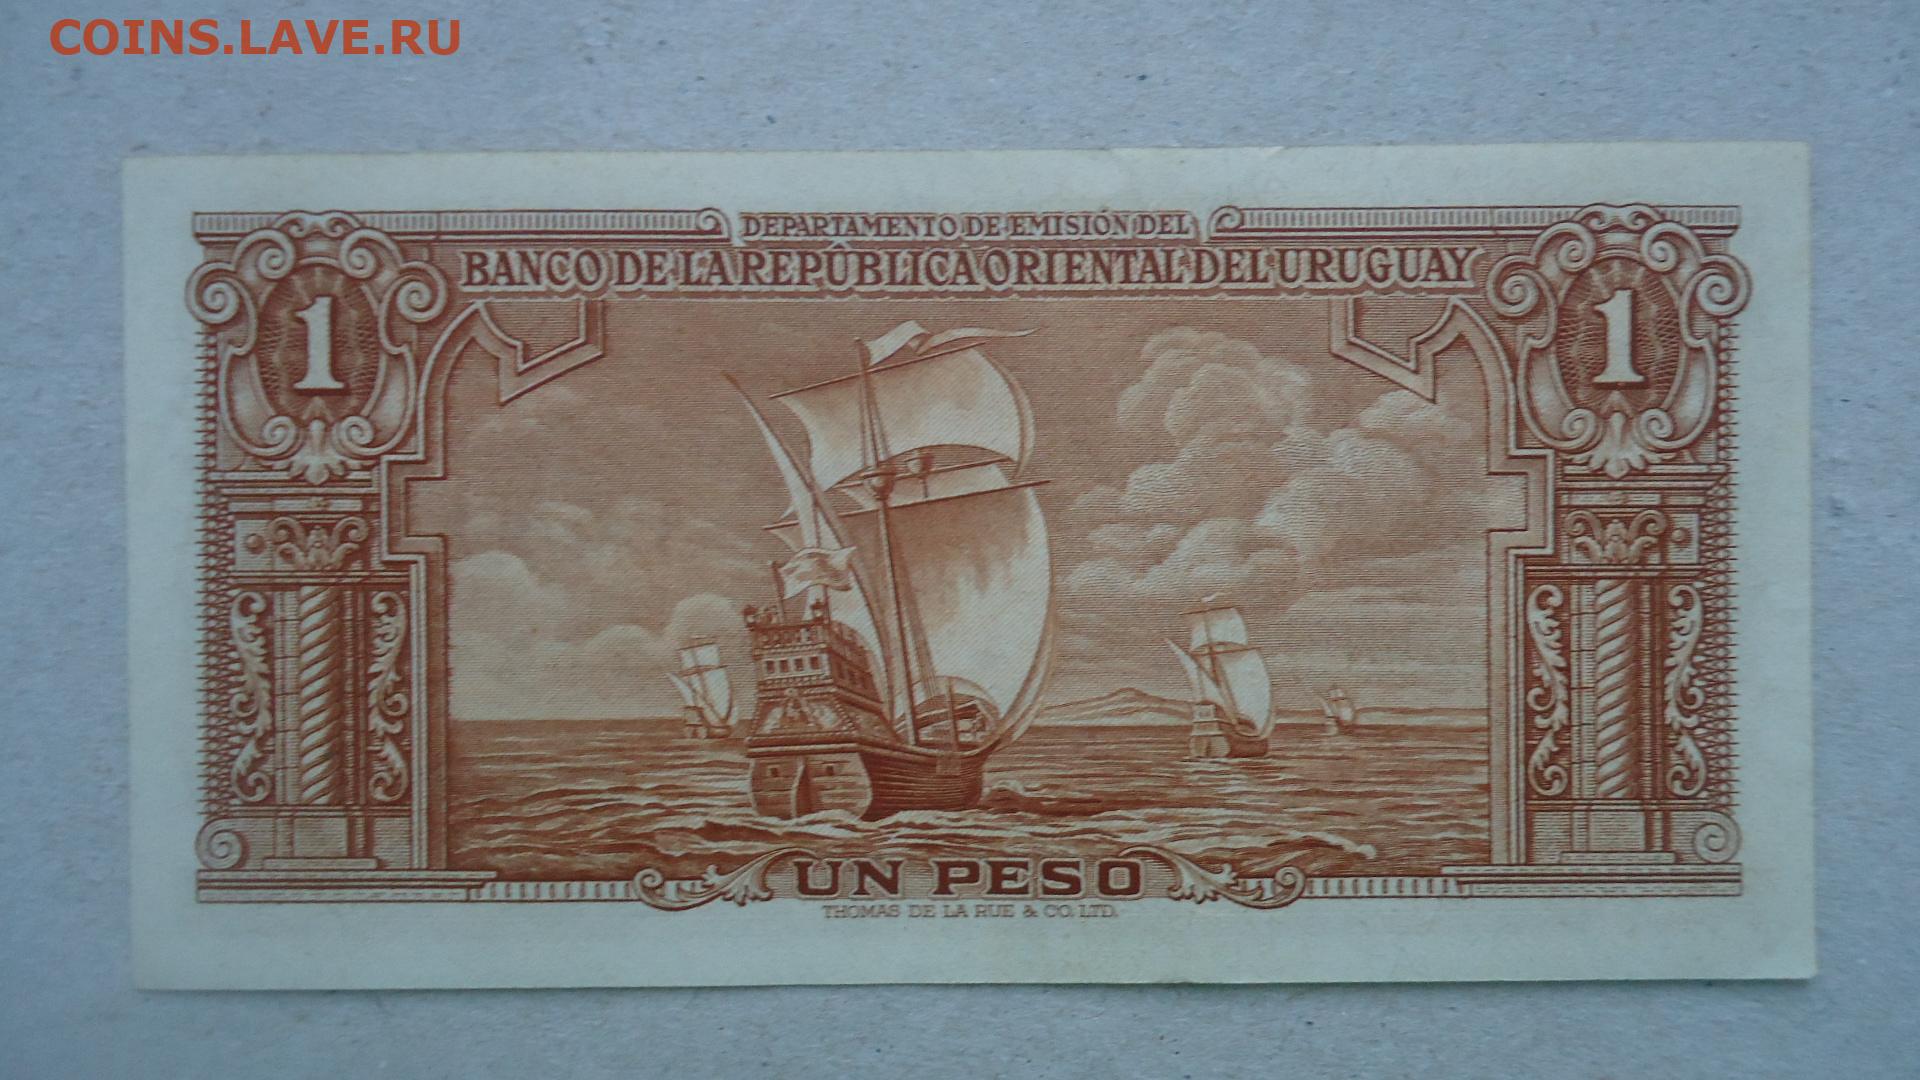 COINS.LAVE.RU
DEPARTAMENTO DE EMISIÓN DEL
BANCO DE LA REPÚBLICA ORIENTAL DEL URUGUAY
1 1
UN PESO
THOMAS DE LA RUE & CO. LTD.